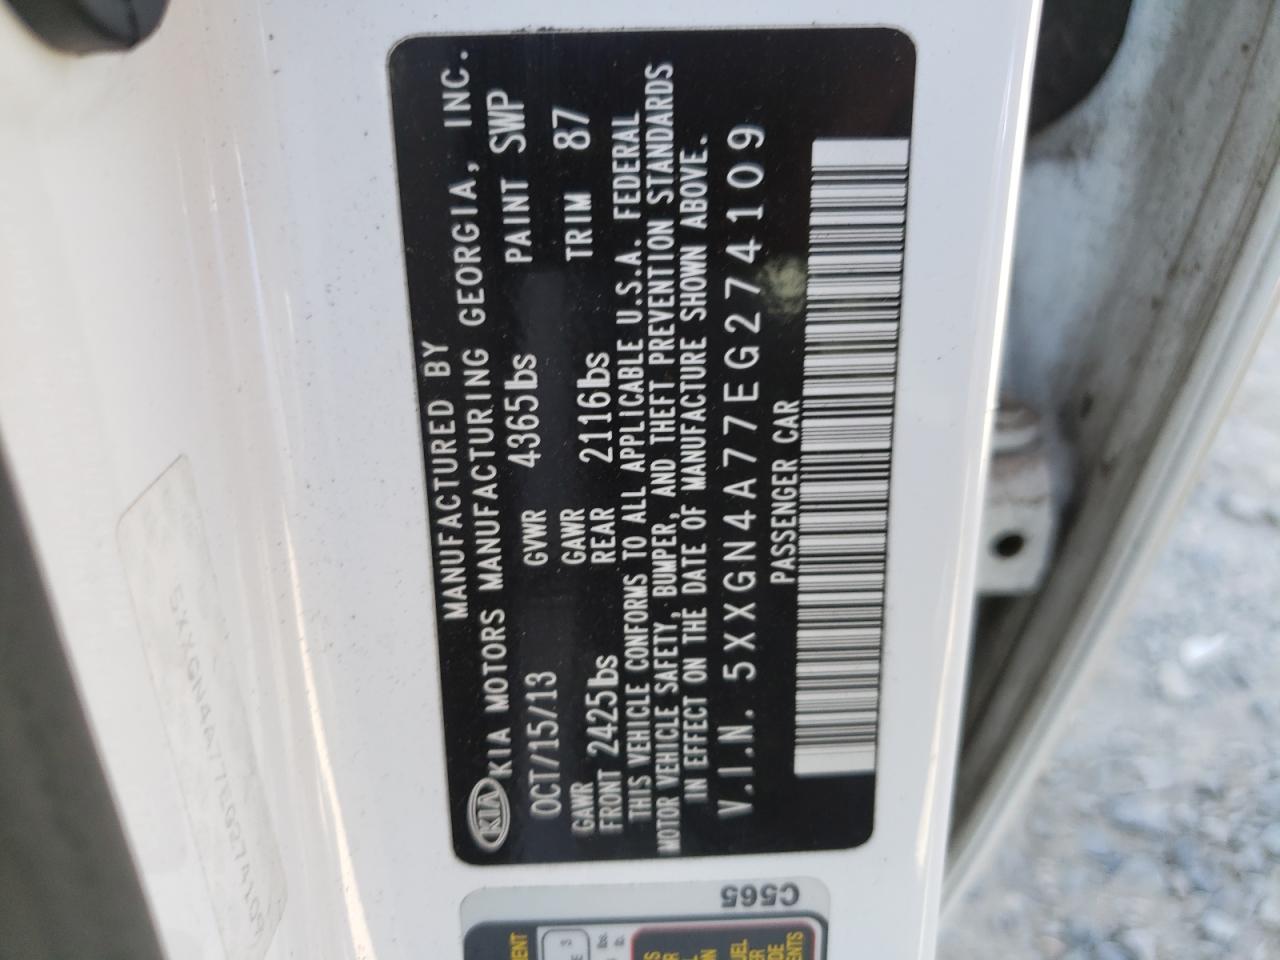 MANUFACTURED BY
KIA KIA MOTORS MANUFACTURING GEORGIA, INC.
OCT/15/13 GVWR 4365lbs PAINT SWP
GAWR FRONT 2425lbs GAWR REAR 2116lbs TRIM 87
THIS VEHICLE CONFORMS TO ALL APPLICABLE U.S.A. FEDERAL
MOTOR VEHICLE SAFETY, BUMPER, AND THEFT PREVENTION STANDARDS
IN EFFECT ON THE DATE OF MANUFACTURE SHOWN ABOVE.
V.I.N. 5XXGN4A77EG274109
PASSENGER CAR
5XXGN4A77EG274109
C565